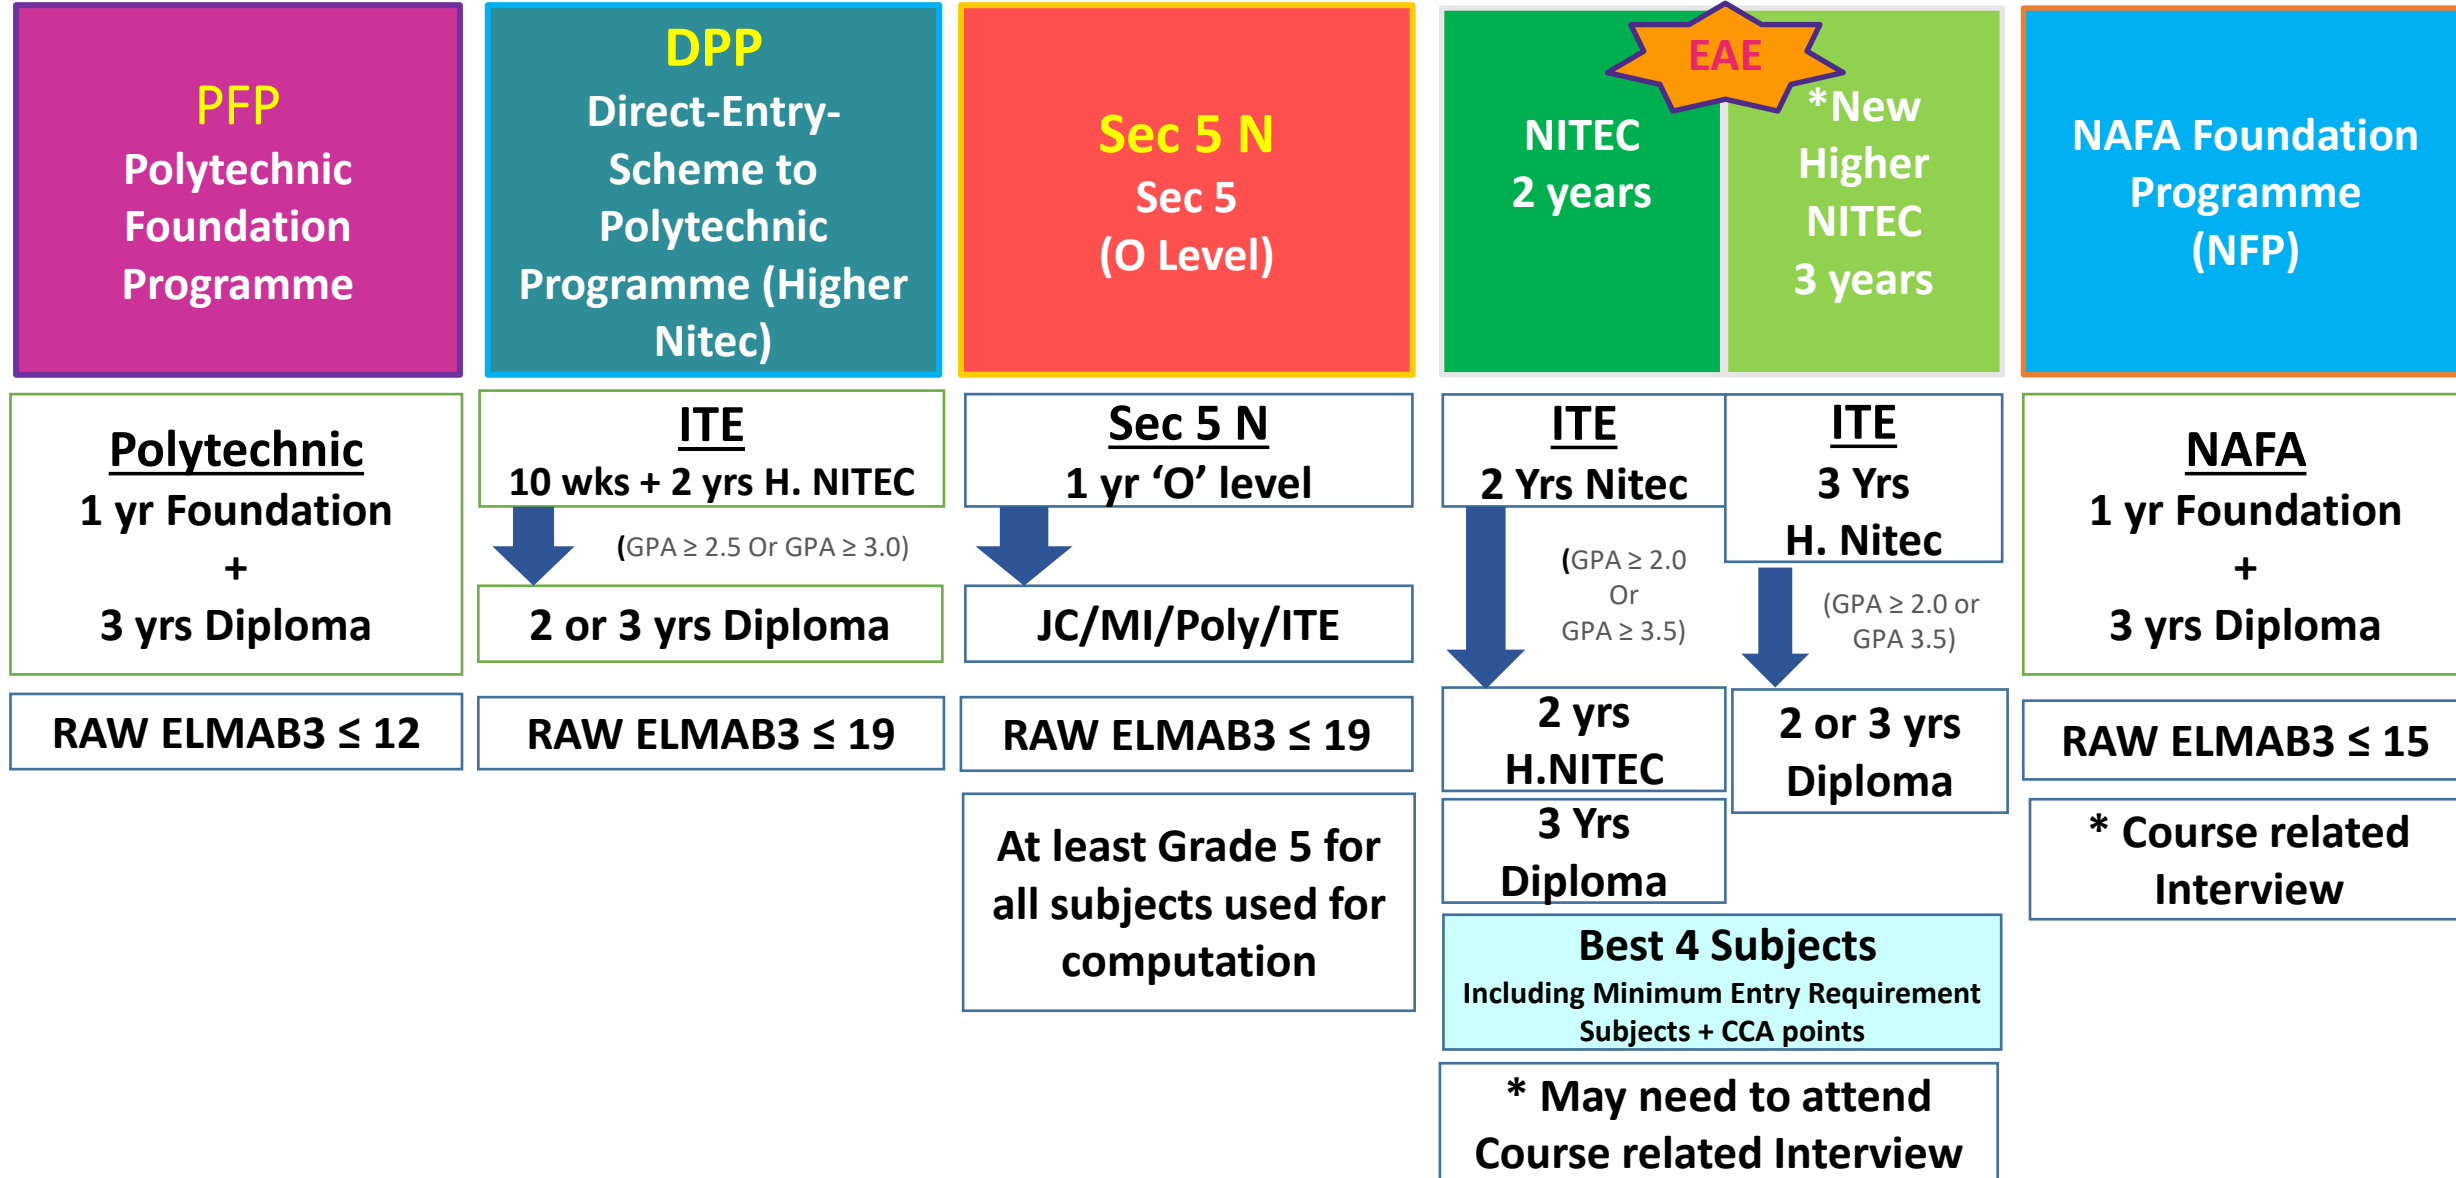 PFP
Polytechnic
Foundation
Programme
DPP
Direct-Entry-
Scheme to
Polytechnic
Programme (Higher
Nitec)
Sec 5 N
Sec 5
(O Level)
EAE
NITEC
2 years
*New
Higher
NITEC
3 years
NAFA Foundation
Programme
(NFP)
Polytechnic
1 yr Foundation
+
3 yrs Diploma
RAW ELMAB3 ≤ 12
ITE
10 wks + 2 yrs H. NITEC
(GPA ≥ 2.5 Or GPA ≥ 3.0)
2 or 3 yrs Diploma
RAW ELMAB3 ≤ 19
Sec 5 N
1 yr ‘O’ level
JC/MI/Poly/ITE
RAW ELMAB3 ≤ 19
At least Grade 5 for
all subjects used for
computation
ITE
2 Yrs Nitec
(GPA ≥ 2.0
Or
GPA ≥ 3.5)
2 yrs
H.NITEC
3 Yrs
Diploma
ITE
3 Yrs
H. Nitec
(GPA ≥ 2.0 or
GPA 3.5)
2 or 3 yrs
Diploma
Best 4 Subjects
Including Minimum Entry Requirement
Subjects + CCA points
* May need to attend
Course related Interview
NAFA
1 yr Foundation
+
3 yrs Diploma
RAW ELMAB3 ≤ 15
* Course related
Interview